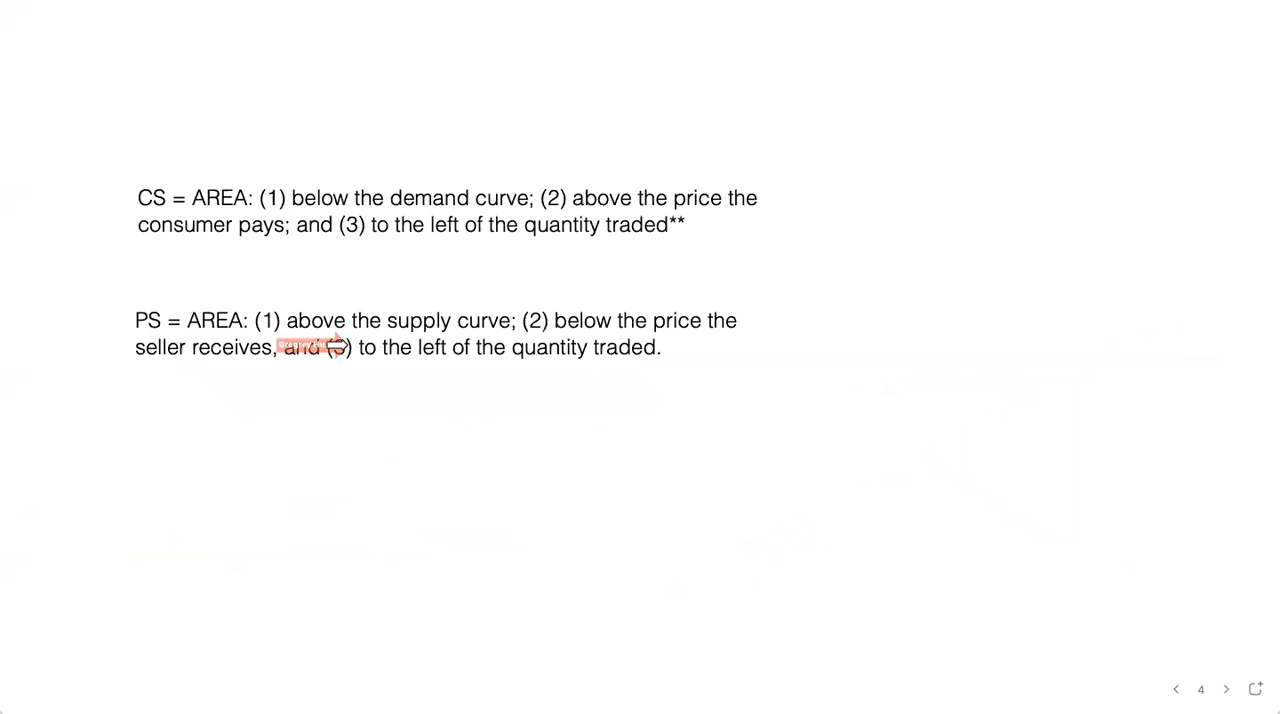 CS = AREA: (1) below the demand curve; (2) above the price the
consumer pays; and (3) to the left of the quantity traded**
PS = AREA: (1) above the supply curve; (2) below the price the
seller receives, and (3) to the left of the quantity traded.
4